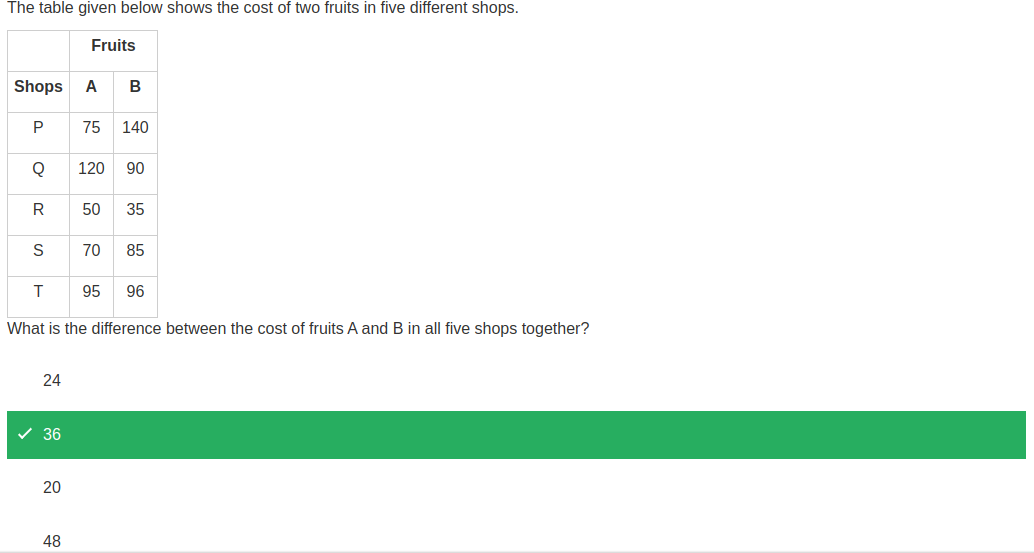 The table given below shows the cost of two fruits in five different shops.
Fruits
Shops A B
P 75 140
Q 120 90
R 50 35
S 70 85
T 95 96
What is the difference between the cost of fruits A and B in all five shops together?
24
36
20
48